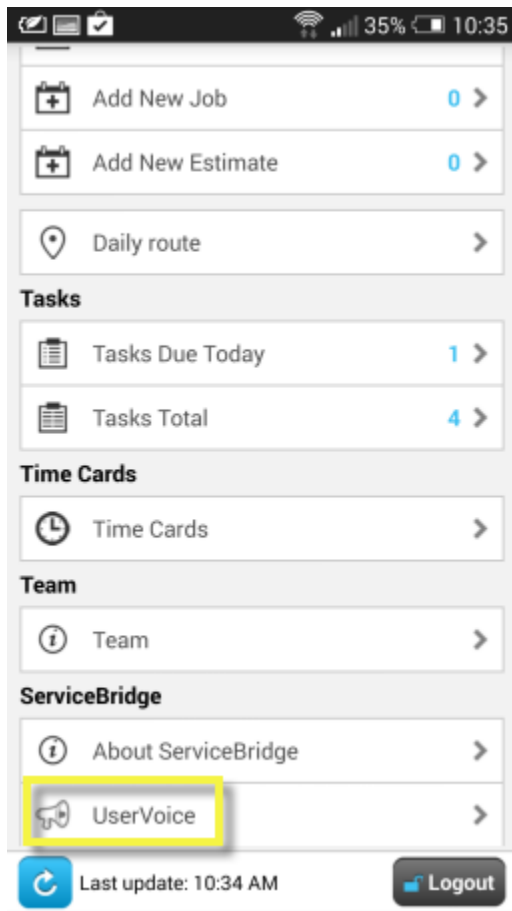 35% 10:35
Add New Job 0
Add New Estimate 0
Daily route
Tasks
Tasks Due Today 1
Tasks Total 4
Time Cards
Time Cards
Team
Team
ServiceBridge
About ServiceBridge
UserVoice
Last update: 10:34 AM Logout